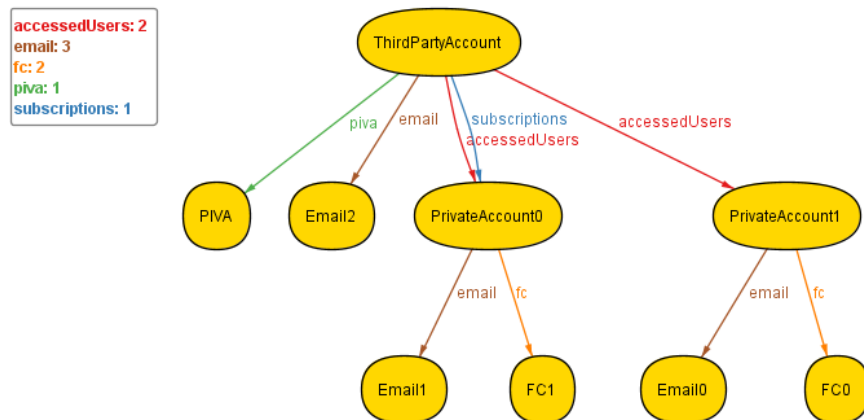 accessedUsers: 2
email: 3
fc: 2
piva: 1
subscriptions: 1
ThirdPartyAccount
piva
email
subscriptions
accessedUsers
accessedUsers
PIVA
Email2
PrivateAccount0
PrivateAccount1
email
fc
email
fc
Email1
FC1
Email0
FC0